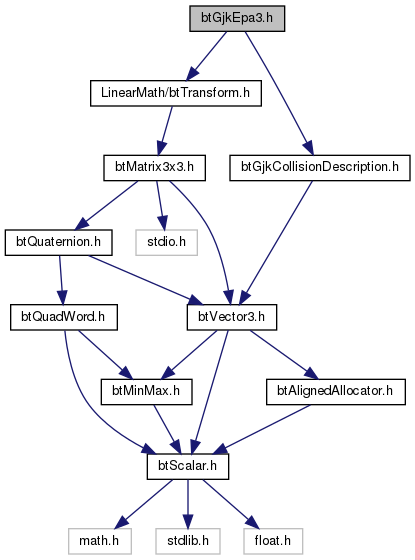 btGjkEpa3.h
LinearMath/btTransform.h
btMatrix3x3.h
btGjkCollisionDescription.h
btQuaternion.h
stdio.h
btQuadWord.h
btVector3.h
btMinMax.h
btAlignedAllocator.h
btScalar.h
math.h
stdlib.h
float.h